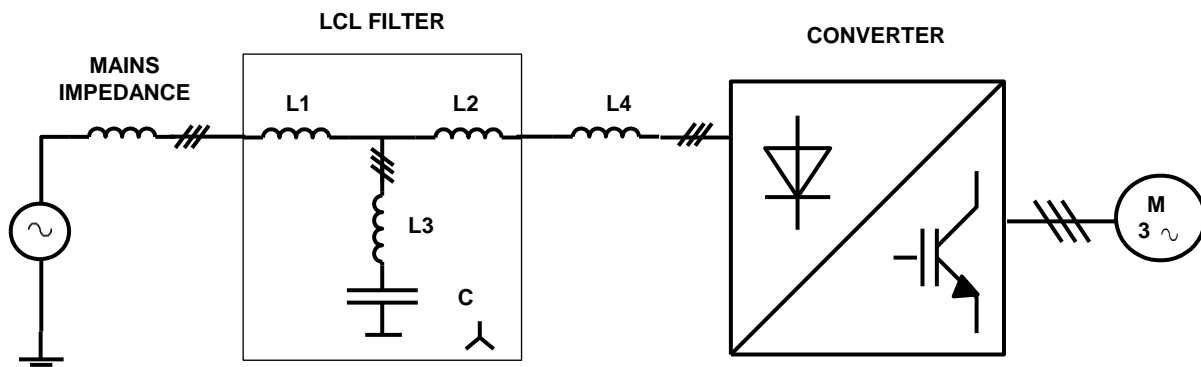 LCL FILTER
CONVERTER
MAINS
IMPEDANCE
L1
L2
L4
L3
C
M
3 ~